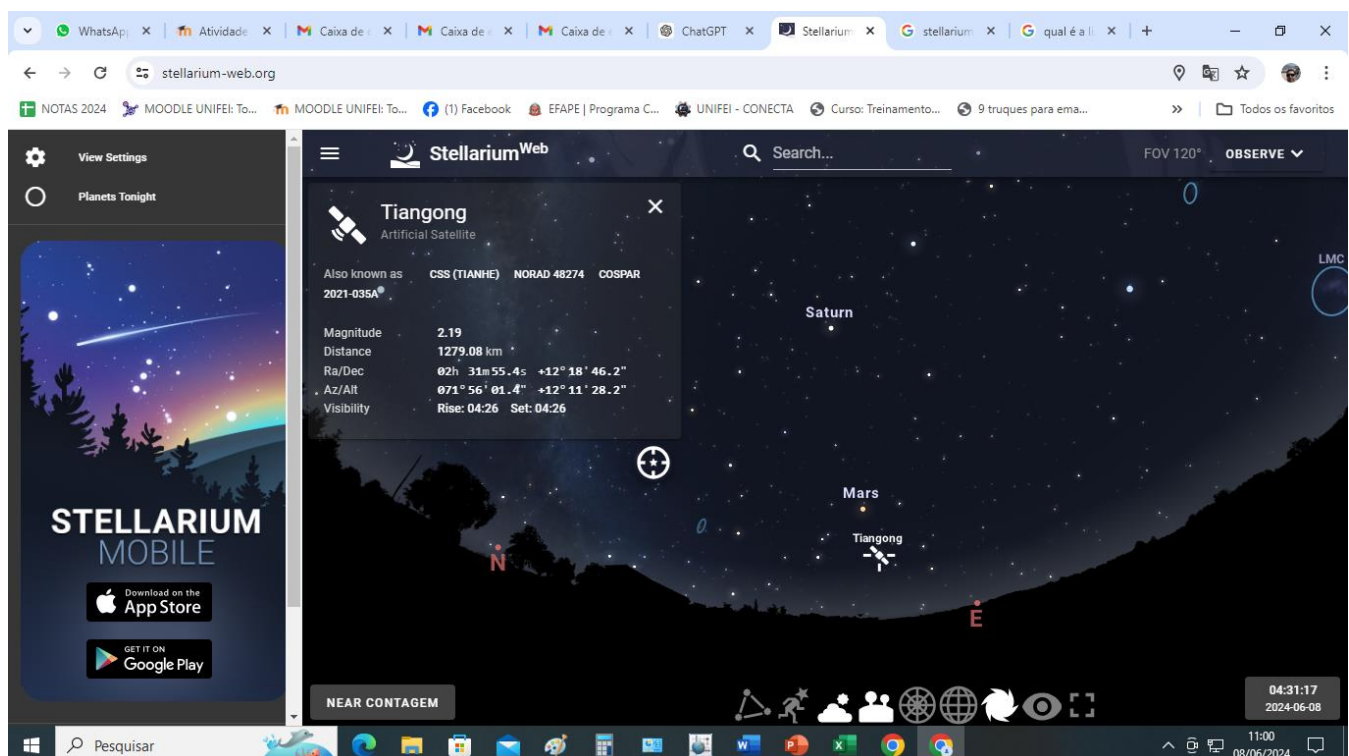 WhatsAp
Atividade
Caixa de
Caixa de
Caixa de
ChatGPT
Stellarium
stellarium
qual é a li
stellarium-web.org
NOTAS 2024
MOODLE UNIFEI: To...
MOODLE UNIFEI: To...
(1) Facebook
EFAPE | Programa C...
UNIFEI - CONECTA
Curso: Treinamento...
9 truques para ema...
Todos os favoritos
View Settings
Planets Tonight
STELLARIUM
MOBILE
Download on the
App Store
GET IT ON
Google Play
StellariumWeb
Search...
FOV 120°
OBSERVE
Tiangong
Artificial Satellite
Also known as CSS (TIANHE) NORAD 48274 COSPAR
2021-035A
Magnitude 2.19
Distance 1279.08 km
Ra/Dec 02h 31m55.4s +12°18'46.2"
Az/Alt 071°56'01.4" +12°11'28.2"
Visibility Rise: 04:26 Set: 04:26
LMC
Saturn
Mars
Tiangong
N
E
NEAR CONTAGEM
04:31:17
2024-06-08
Pesquisar
11:00
08/06/2024